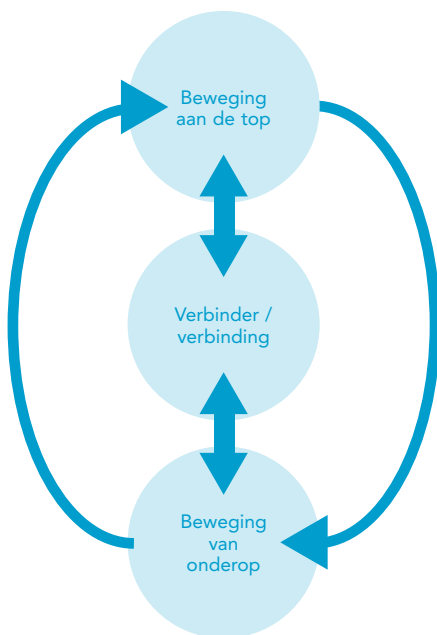 Beweging
aan de top
Verbinder /
verbinding
Beweging
van
onderop